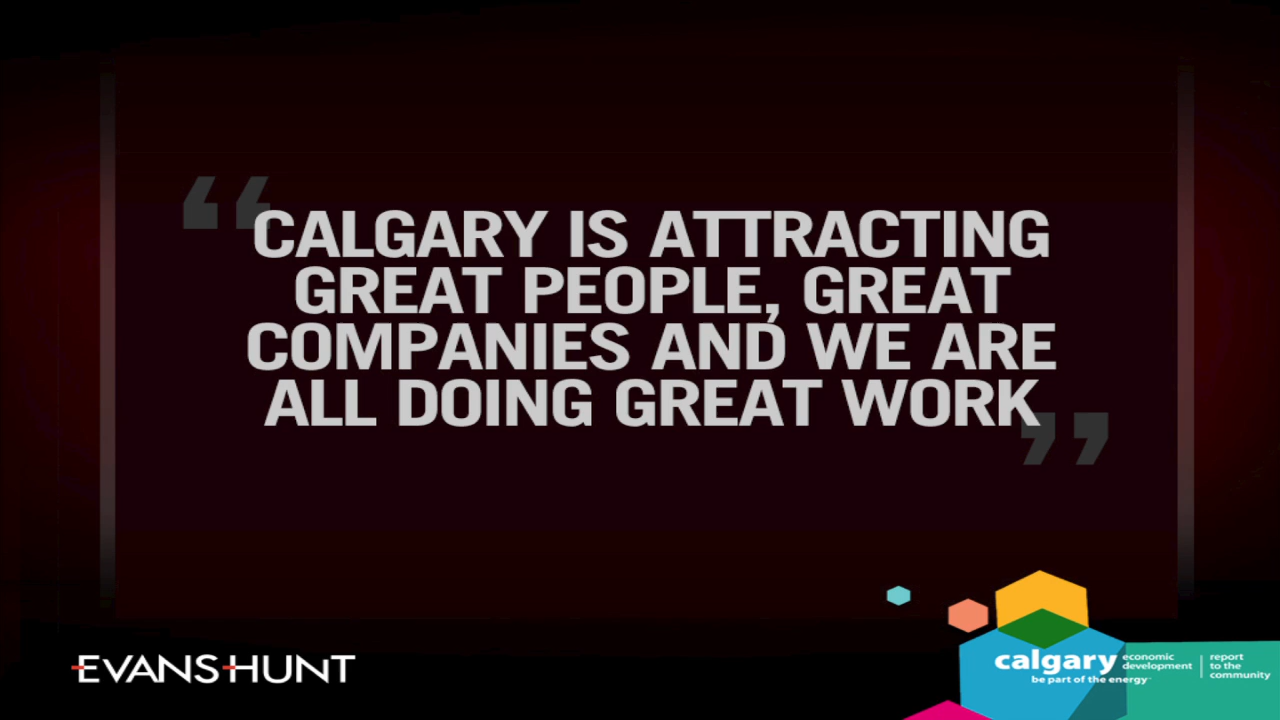 “CALGARY IS ATTRACTING
GREAT PEOPLE, GREAT
COMPANIES AND WE ARE
ALL DOING GREAT WORK”
EVANSHUNT
calgary economic development
be part of the energy™
report
to the
community